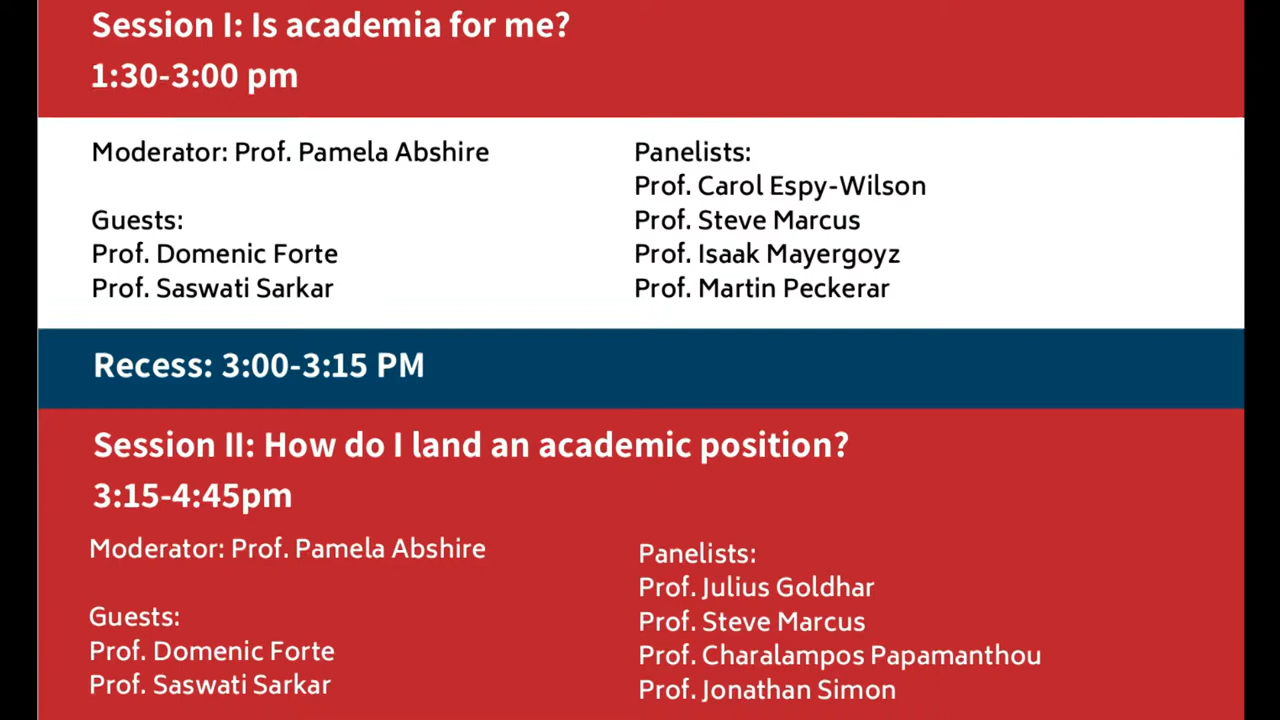 Session I: Is academia for me?
1:30-3:00 pm
Moderator: Prof. Pamela Abshire
Guests:
Prof. Domenic Forte
Prof. Saswati Sarkar
Panelists:
Prof. Carol Espy-Wilson
Prof. Steve Marcus
Prof. Isaak Mayergoyz
Prof. Martin Peckerar
Recess: 3:00-3:15 PM
Session II: How do I land an academic position?
3:15-4:45pm
Moderator: Prof. Pamela Abshire
Guests:
Prof. Domenic Forte
Prof. Saswati Sarkar
Panelists:
Prof. Julius Goldhar
Prof. Steve Marcus
Prof. Charalampos Papamanthou
Prof. Jonathan Simon